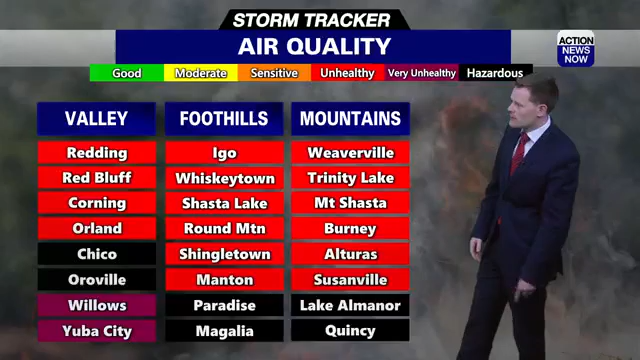 STORM TRACKER
AIR QUALITY
ACTION
NEWS
NOW
Good Moderate Sensitive Unhealthy Very Unhealthy Hazardous
VALLEY FOOTHILLS MOUNTAINS
Redding Igo Weaverville
Red Bluff Whiskeytown Trinity Lake
Corning Shasta Lake Mt Shasta
Orland Round Mtn Burney
Chico Shingletown Alturas
Oroville Manton Susanville
Willows Paradise Lake Almanor
Yuba City Magalia Quincy